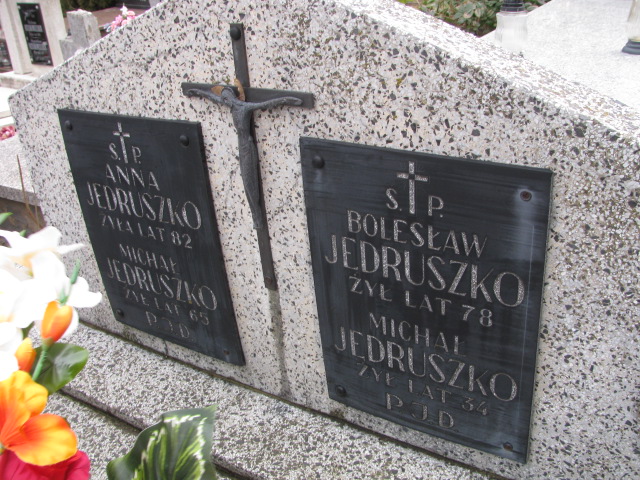 Ś. P.
ANNA
JEDRUSZKO
ŻYŁA LAT 82
MICHAŁ
JEDRUSZKO
ŻYŁ LAT 65
P J D
Ś. P.
BOLESŁAW
JEDRUSZKO
ŻYŁ LAT 78
MICHAŁ
JEDRUSZKO
ŻYŁ LAT 34
P J D